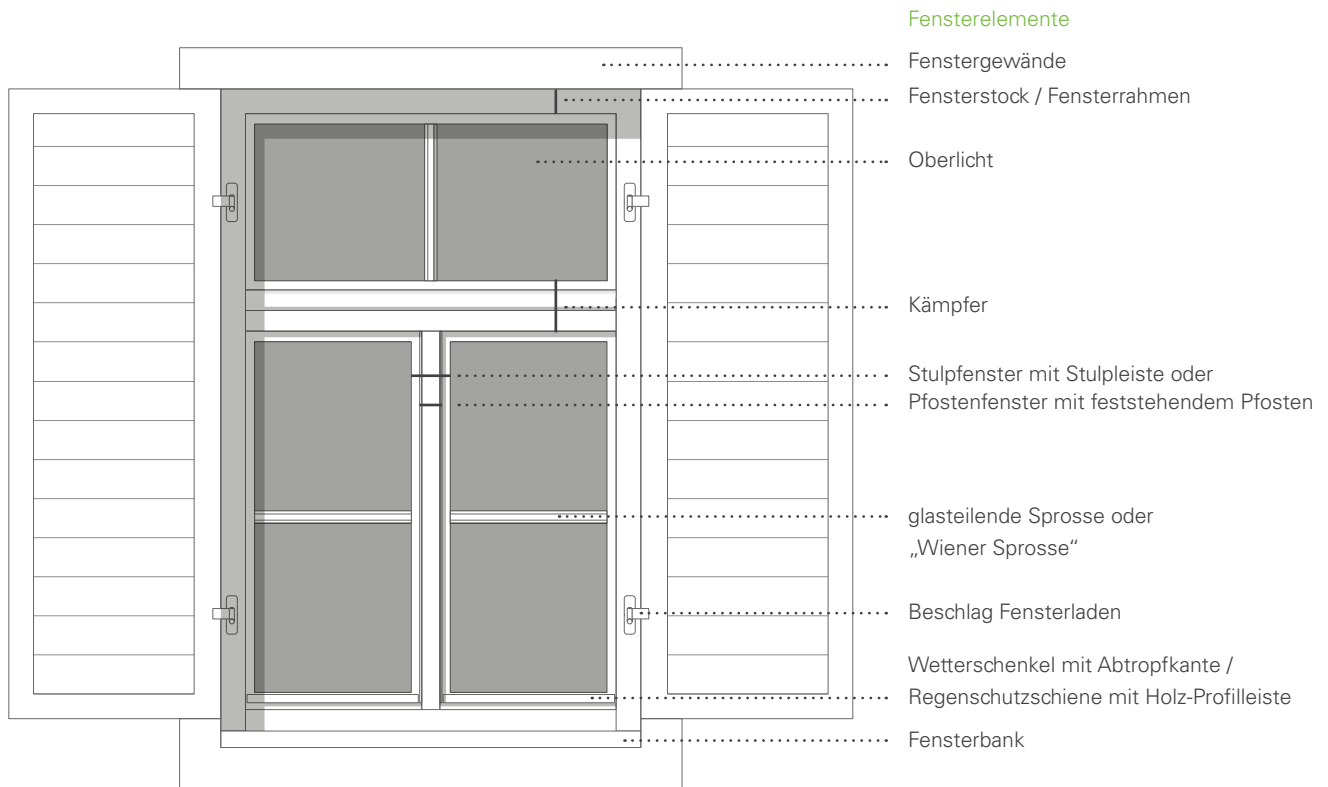 Fensterelemente
Fenstergewände
Fensterstock / Fensterrahmen
Oberlicht
Kämpfer
Stulpfenster mit Stulpleiste oder
Pfostenfenster mit feststehendem Pfosten
glasteilende Sprosse oder
„Wiener Sprosse“
Beschlag Fensterladen
Wetterschenkel mit Abtropfkante /
Regenschutzschiene mit Holz-Profilleiste
Fensterbank